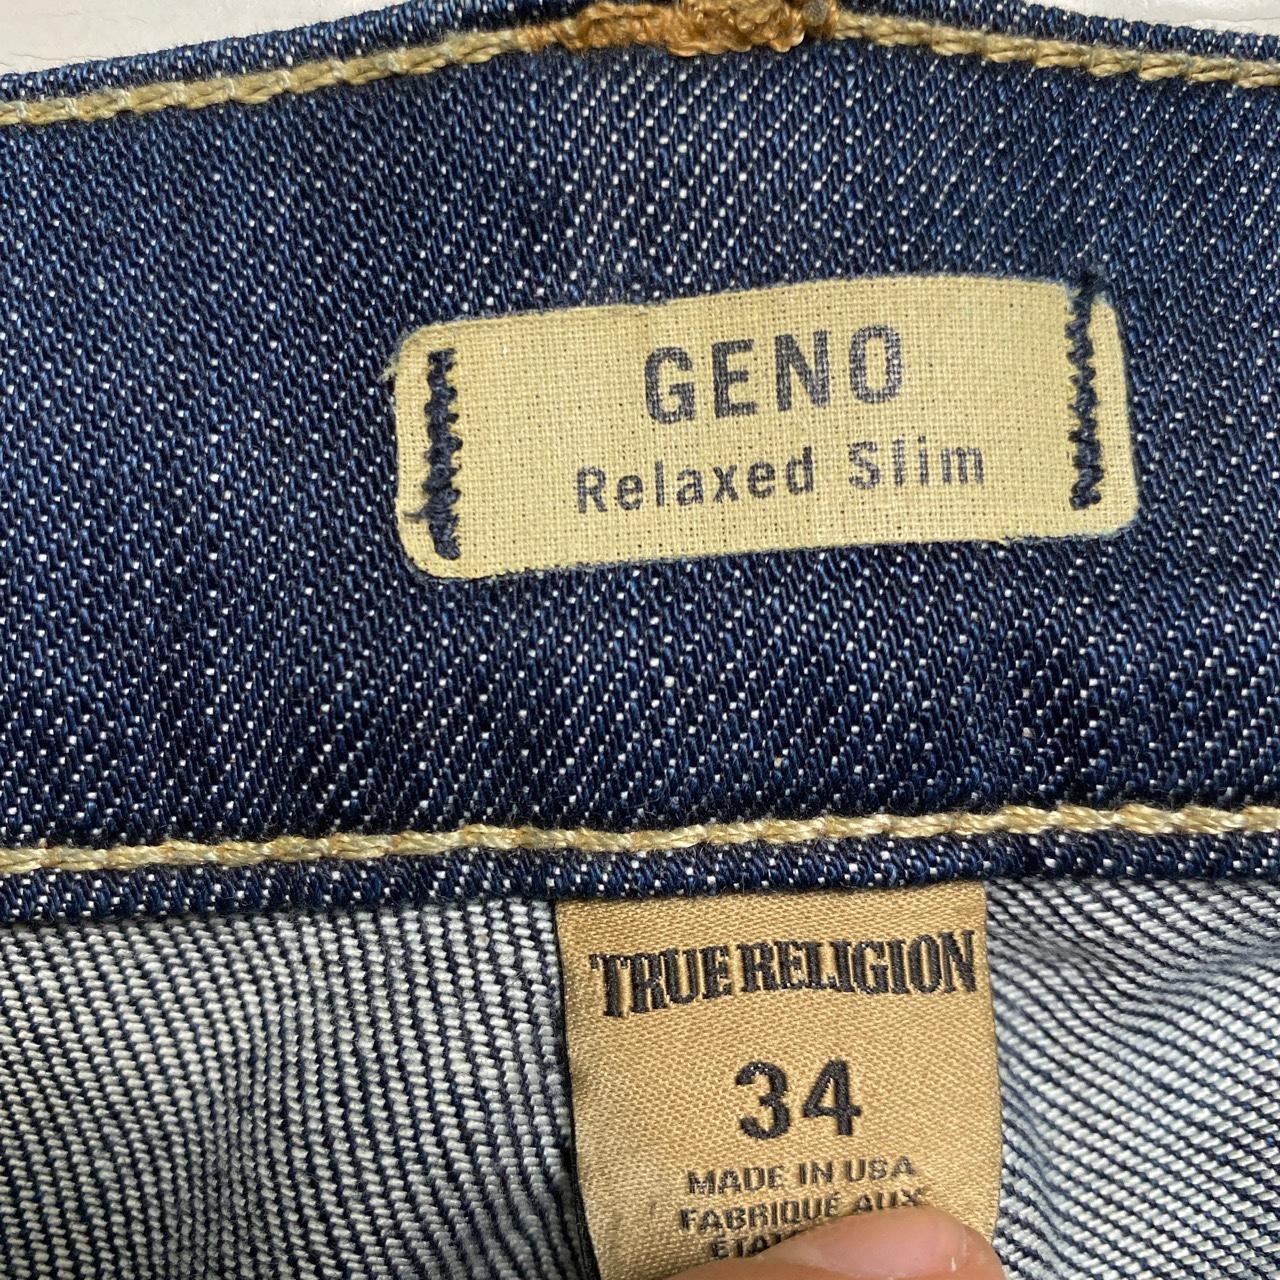 GENO
Relaxed Slim
TRUE RELIGION
34
MADE IN USA
FABRIQUÉ AUX